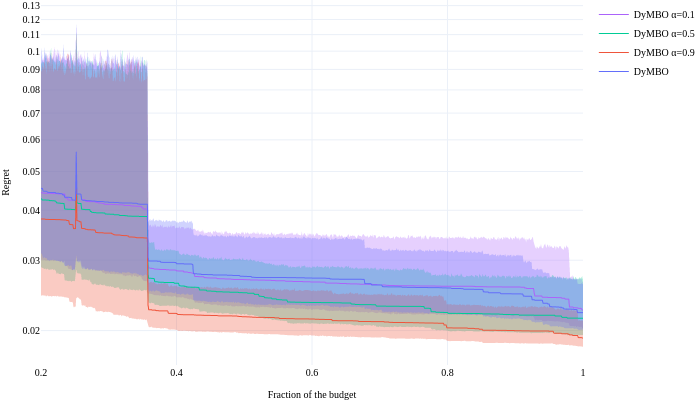 0.13
0.12
0.11
0.1
0.09
0.08
0.07
0.06
0.05
0.04
0.03
0.02
Regret
0.2
0.4
0.6
0.8
1
Fraction of the budget
DyMBO α=0.1
DyMBO α=0.5
DyMBO α=0.9
DyMBO